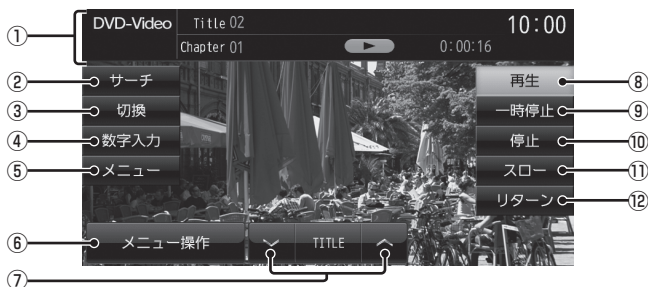 ①
DVD-Video Title 02 10:00
Chapter 01 0:00:16
② サーチ
③ 切換
④ 数字入力
⑤ メニュー
⑥ メニュー操作
TITLE
⑦
再生 ⑧
一時停止 ⑨
停止 ⑩
スロー ⑪
リターン ⑫